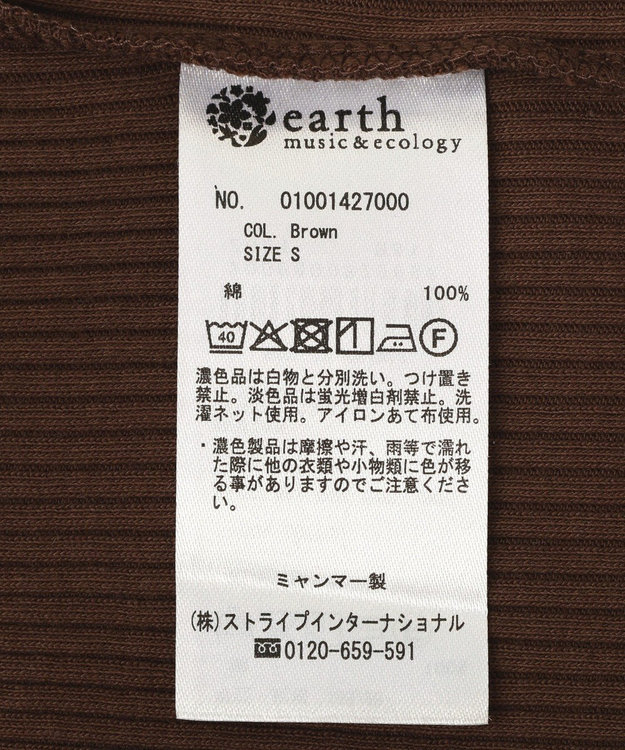 earth
music&ecology
NO. 01001427000
COL. Brown
SIZE S
綿 100%
40 F
濃色品は白物と分別洗い。つけ置き
禁止。淡色品は蛍光増白剤禁止。洗
濯ネット使用。アイロンあて布使用。
・濃色製品は摩擦や汗、雨等で濡れ
た際に他の衣類や小物類に色が移
る事がありますのでご注意くださ
い。
ミャンマー製
(株)ストライプインターナショナル
0120-659-591